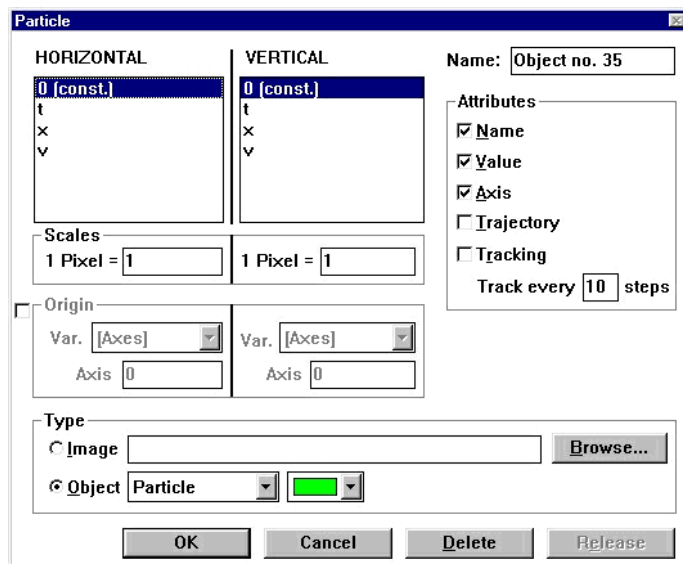 Particle
HORIZONTAL
0 (const.)
t
x
v
VERTICAL
0 (const.)
t
x
v
Name: Object no. 35
Attributes
Name
Value
Axis
Trajectory
Tracking
Track every 10 steps
Scales
1 Pixel = 1
1 Pixel = 1
Origin
Var. [Axes]
Axis 0
Var. [Axes]
Axis 0
Type
Image
Browse...
Object Particle
OK Cancel Delete Release